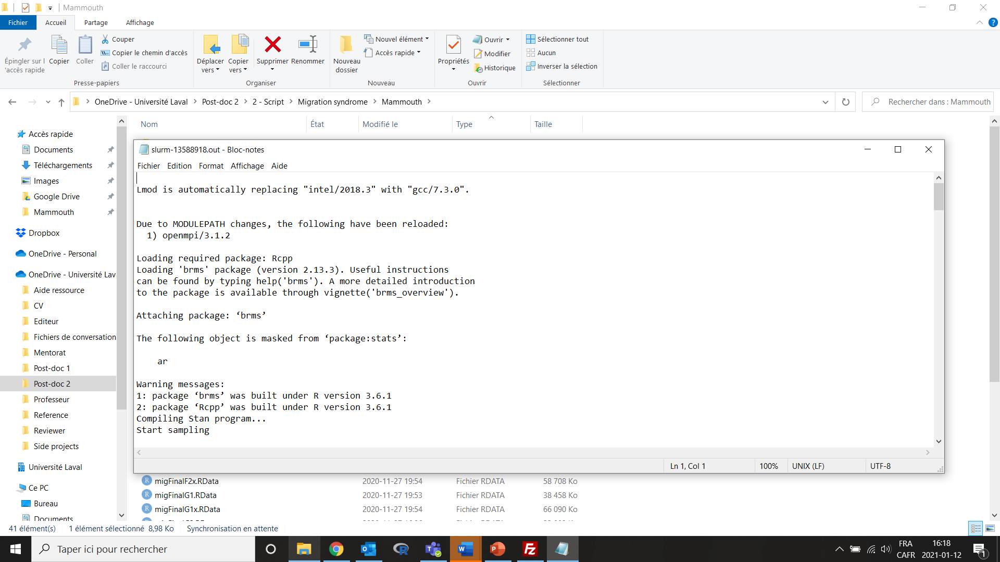 Mammouth
Fichier
Accueil
Partage
Affichage
Épingler sur l
'accès rapide
Copier
Coller
Couper
Copier le chemin d'accès
Coller le raccourci
Presse-papiers
Déplacer
vers
Copier
vers
Supprimer
Renommer
Organiser
Nouveau
dossier
Nouvel élément
Accès rapide
Nouveau
Propriétés
Ouvrir
Modifier
Historique
Ouvrir
Sélectionner tout
Aucun
Inverser la sélection
Sélectionner
OneDrive - Université Laval > Post-doc 2 > 2 - Script > Migration syndrome > Mammouth >
Rechercher dans : Mammouth
Nom
État
Modifié le
Type
Taille
Accès rapide
Documents
Téléchargements
Images
Google Drive
Mammouth
Dropbox
OneDrive - Personal
OneDrive - Université Lav
Aide ressource
CV
Editeur
Fichiers de conversation
Mentorat
Post-doc 1
Post-doc 2
Professeur
Reference
Reviewer
Side projects
Université Laval
Ce PC
Bureau
Documents
slurm-13588918.out - Bloc-notes
Fichier Edition Format Affichage Aide
Lmod is automatically replacing "intel/2018.3" with "gcc/7.3.0".
Due to MODULEPATH changes, the following have been reloaded:
1) openmpi/3.1.2
Loading required package: Rcpp
Loading 'brms' package (version 2.13.3). Useful instructions
can be found by typing help('brms'). A more detailed introduction
to the package is available through vignette('brms_overview').
Attaching package: ‘brms’
The following object is masked from ‘package:stats’:
ar
Warning messages:
1: package ‘brms’ was built under R version 3.6.1
2: package ‘Rcpp’ was built under R version 3.6.1
Compiling Stan program...
Start sampling
Ln 1, Col 1
100%
UNIX (LF)
UTF-8
migFinalF2x.RData 2020-11-27 19:54 Fichier RDATA 58 708 Ko
migFinalG1.RData 2020-11-27 19:53 Fichier RDATA 38 458 Ko
migFinalG1x.RData 2020-11-27 19:54 Fichier RDATA 66 090 Ko
41 élément(s)
1 élément sélectionné 8,98 Ko
Synchronisation en attente
Taper ici pour rechercher
FRA
CAFR
16:18
2021-01-12
1